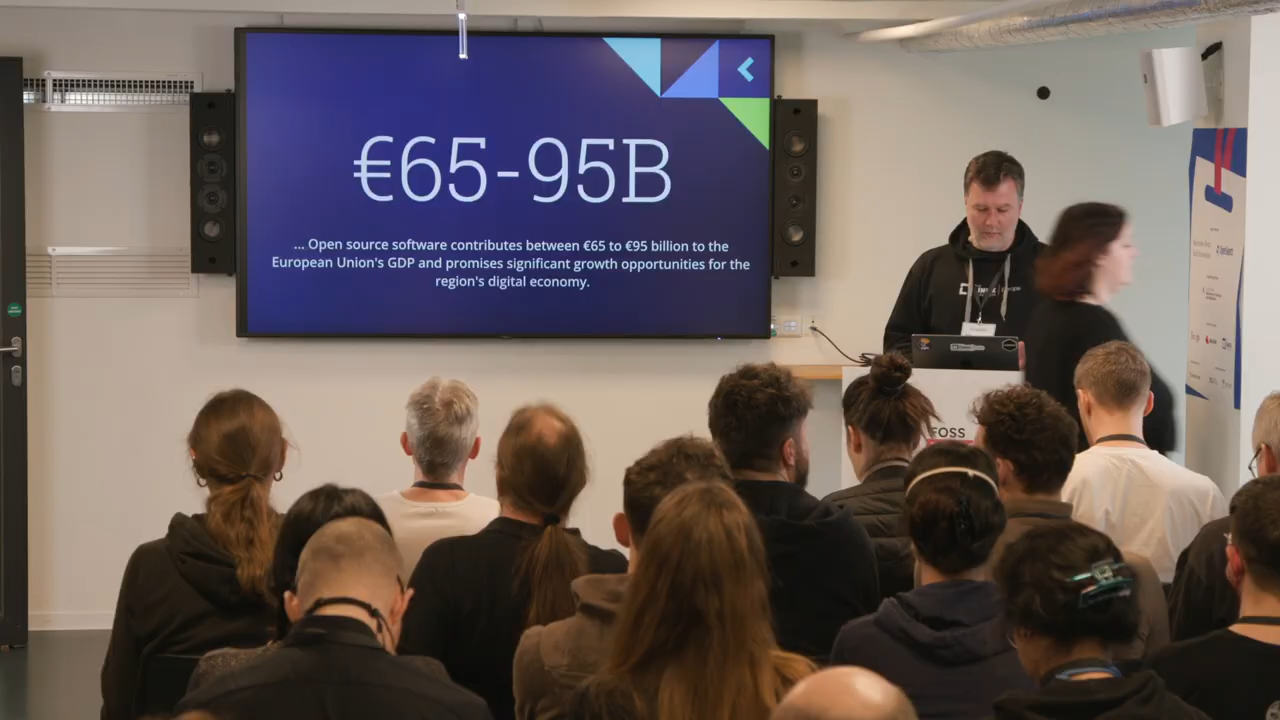 €65-95B
... Open source software contributes between €65 to €95 billion to the
European Union's GDP and promises significant growth opportunities for the
region's digital economy.
Europe
FOSS